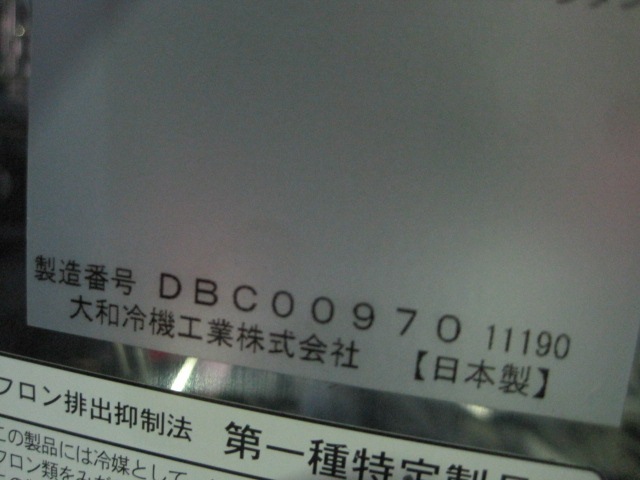 製造番号 DBC00970 11190
大和冷機工業株式会社 【日本製】
フロン排出抑制法 第一種特定製品
この製品には冷媒として、
フロン類を